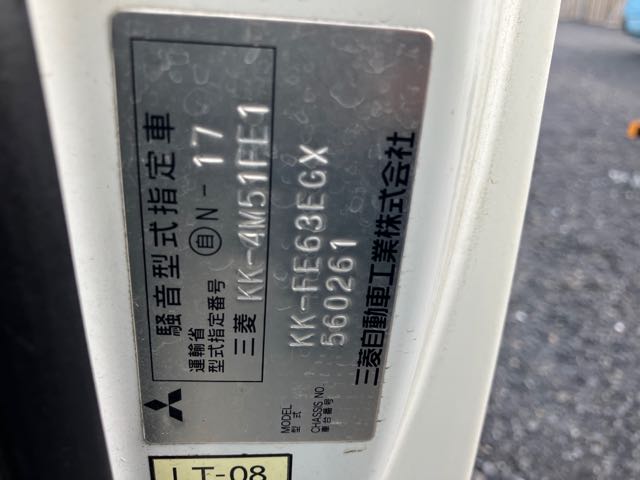 騒音型式指定車
運輸省
型式指定番号
自 N-17
三菱 KK-4M51FE1
MODEL
型式
KK-FE63EGX
CHASSIS NO.
車台番号
560261
三菱自動車工業株式会社
LT-08